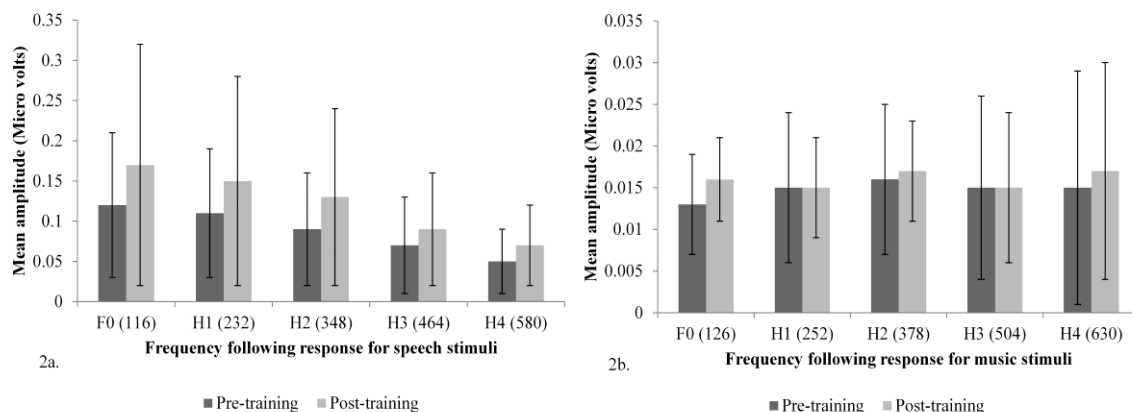 Mean amplitude (Micro volts)
0.35
0.3
0.25
0.2
0.15
0.1
0.05
0
F0 (116) H1 (232) H2 (348) H3 (464) H4 (580)
Frequency following response for speech stimuli
2a.
Pre-training Post-training
Mean amplitude (Micro volts)
0.035
0.03
0.025
0.02
0.015
0.01
0.005
0
F0 (126) H1 (252) H2 (378) H3 (504) H4 (630)
Frequency following response for music stimuli
2b.
Pre-training Post-training